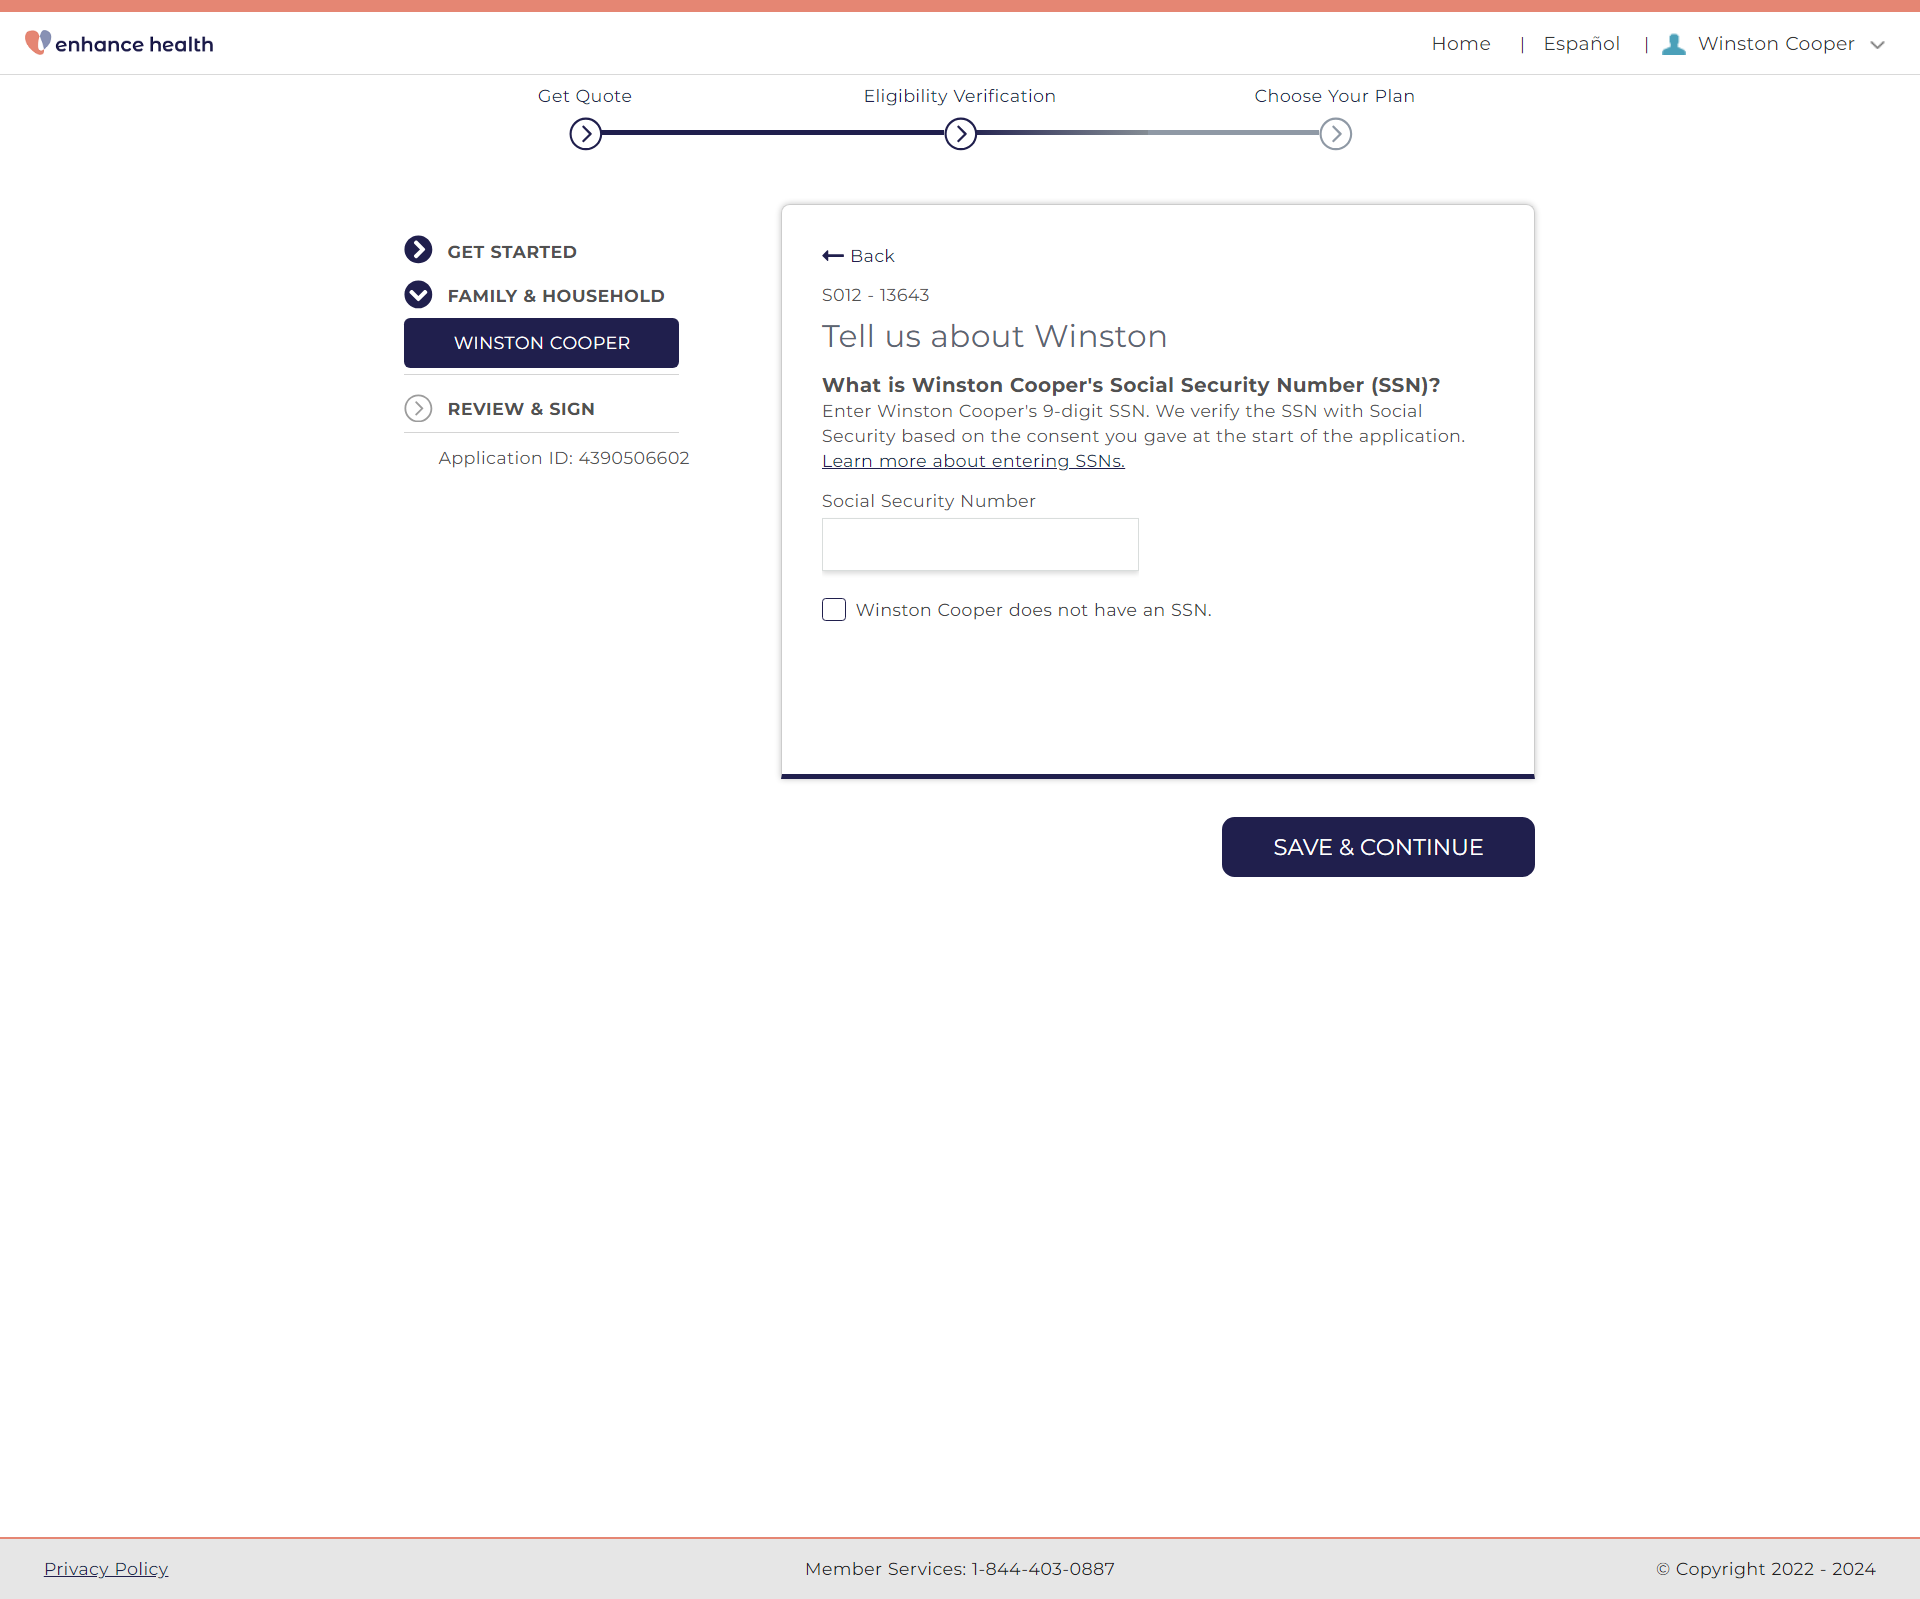 enhance health
Home | Español | Winston Cooper
Get Quote
Eligibility Verification
Choose Your Plan
GET STARTED
FAMILY & HOUSEHOLD
WINSTON COOPER
REVIEW & SIGN
Application ID: 4390506602
Back
S012 - 13643
Tell us about Winston
What is Winston Cooper's Social Security Number (SSN)?
Enter Winston Cooper's 9-digit SSN. We verify the SSN with Social
Security based on the consent you gave at the start of the application.
Learn more about entering SSNs.
Social Security Number
Winston Cooper does not have an SSN.
SAVE & CONTINUE
Privacy Policy
Member Services: 1-844-403-0887
© Copyright 2022 - 2024